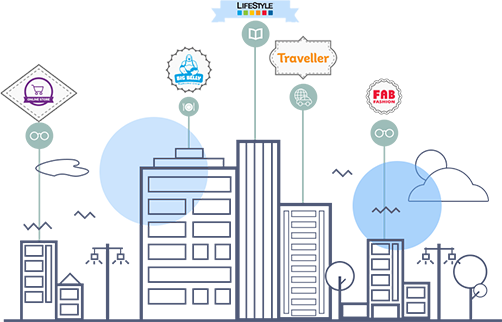 LIFESTYLE
Traveller
ONLINE STORE
BIG BELLY
FAB
FASHION